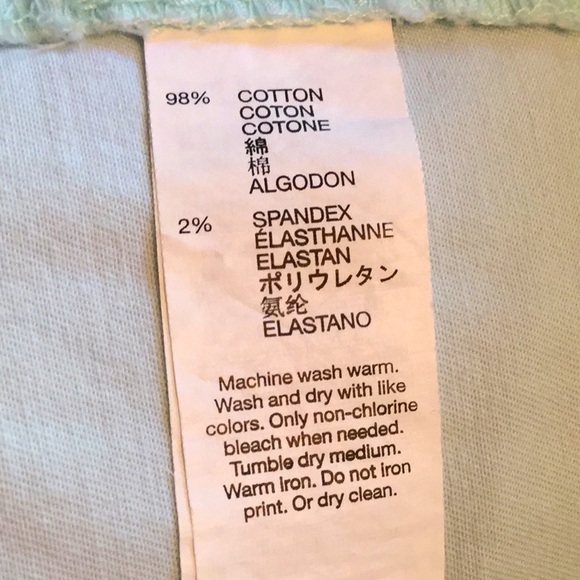 98% COTTON
COTON
COTONE
綿
棉
ALGODON
2% SPANDEX
ÉLASTHANNE
ELASTAN
ポリウレタン
氨纶
ELASTANO
Machine wash warm.
Wash and dry with like
colors. Only non-chlorine
bleach when needed.
Tumble dry medium.
Warm Iron. Do not iron
print. Or dry clean.